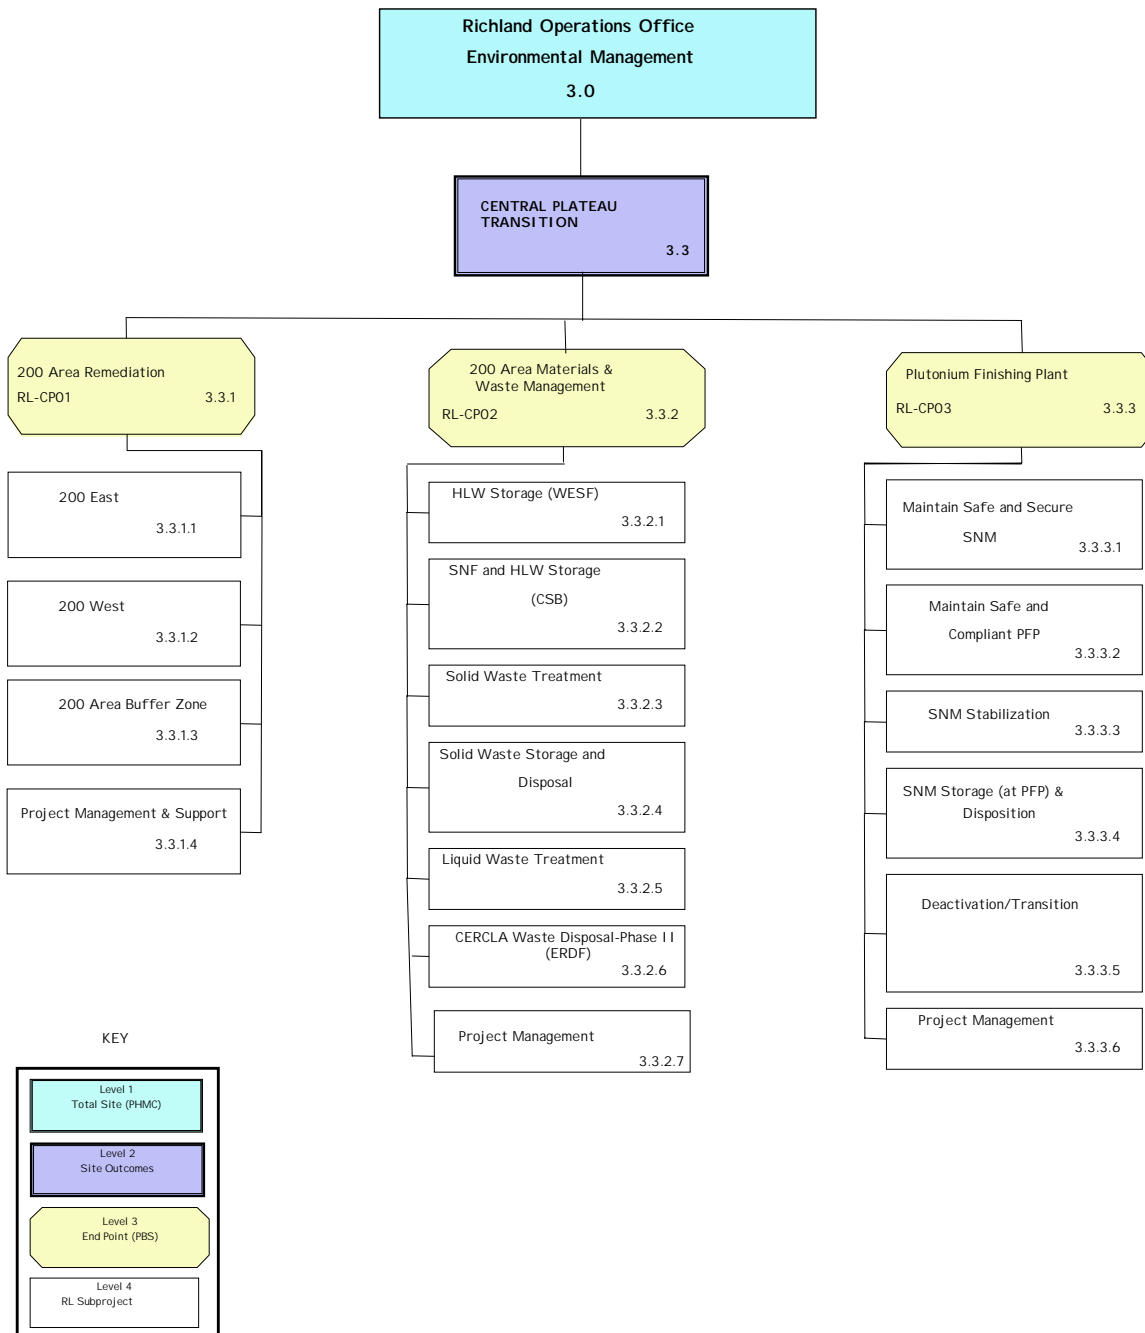 Richland Operations Office
Environmental Management
3.0
CENTRAL PLATEAU
TRANSITION
3.3
200 Area Remediation
RL-CP01 3.3.1
200 East
3.3.1.1
200 West
3.3.1.2
200 Area Buffer Zone
3.3.1.3
Project Management & Support
3.3.1.4
200 Area Materials &
Waste Management
RL-CP02 3.3.2
HLW Storage (WESF)
3.3.2.1
SNF and HLW Storage
(CSB)
3.3.2.2
Solid Waste Treatment
3.3.2.3
Solid Waste Storage and
Disposal
3.3.2.4
Liquid Waste Treatment
3.3.2.5
CERCLA Waste Disposal-Phase II
(ERDF)
3.3.2.6
Project Management
3.3.2.7
Plutonium Finishing Plant
RL-CP03 3.3.3
Maintain Safe and Secure
SNM
3.3.3.1
Maintain Safe and
Compliant PFP
3.3.3.2
SNM Stabilization
3.3.3.3
SNM Storage (at PFP) &
Disposition
3.3.3.4
Deactivation/Transition
3.3.3.5
Project Management
3.3.3.6
KEY
Level 1
Total Site (PHMC)
Level 2
Site Outcomes
Level 3
End Point (PBS)
Level 4
RL Subproject